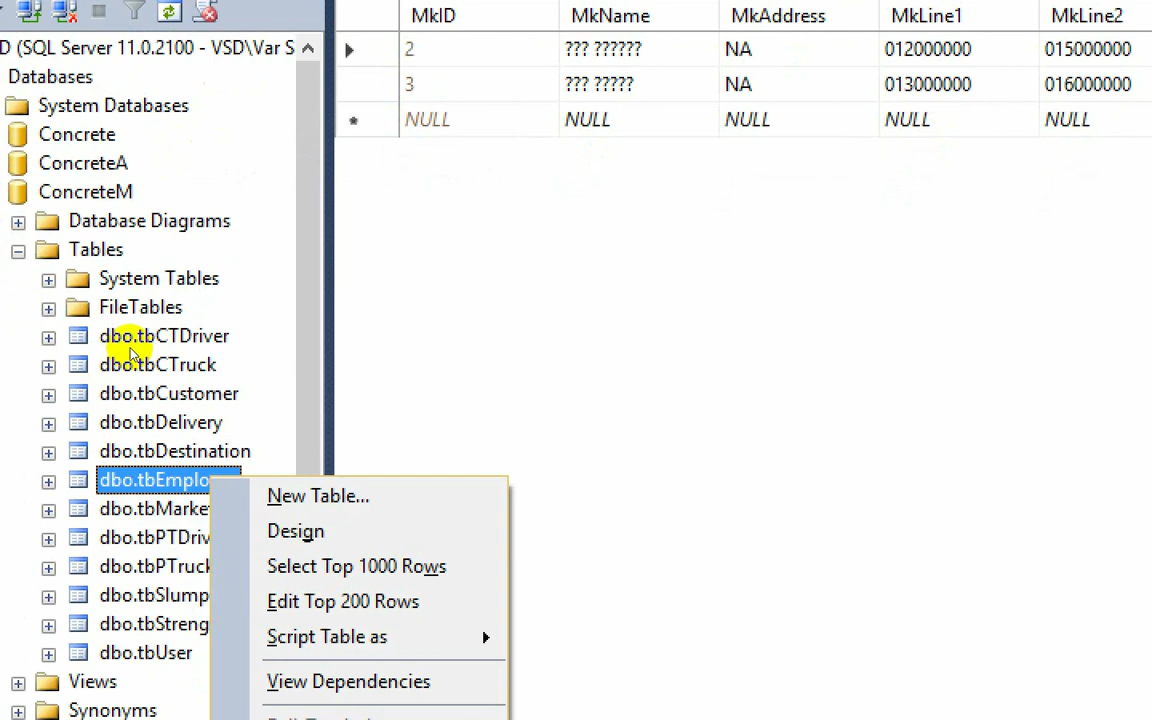 D (SQL Server 11.0.2100 - VSD\Var S
Databases
System Databases
Concrete
ConcreteA
ConcreteM
Database Diagrams
Tables
System Tables
FileTables
dbo.tbCTDriver
dbo.tbCTruck
dbo.tbCustomer
dbo.tbDelivery
dbo.tbDestination
dbo.tbEmplo
dbo.tbMarke
dbo.tbPTDriv
dbo.tbPTruck
dbo.tbSlump
dbo.tbStreng
dbo.tbUser
Views
Synonyms
New Table...
Design
Select Top 1000 Rows
Edit Top 200 Rows
Script Table as
View Dependencies
MkID MkName MkAddress MkLine1 MkLine2
2 ??? ?????? NA 012000000 015000000
3 ??? ????? NA 013000000 016000000
NULL NULL NULL NULL NULL